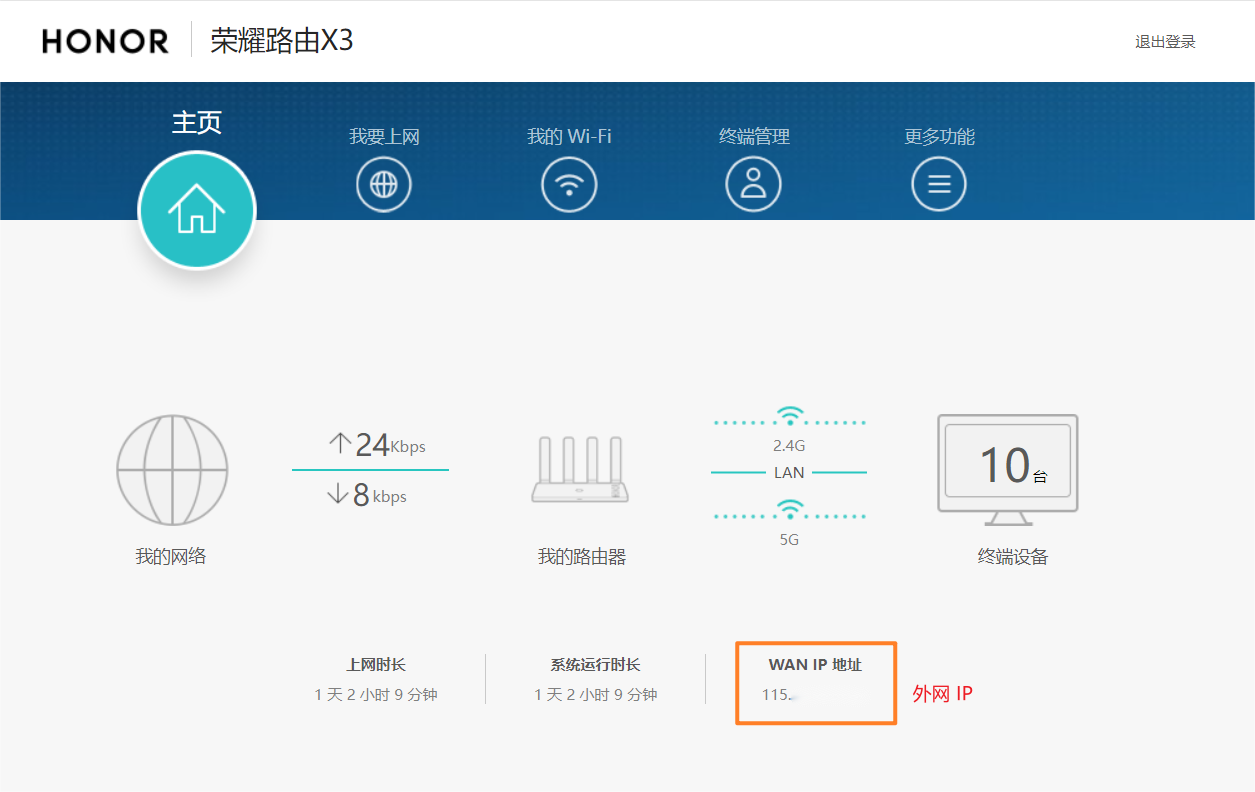 HONOR 荣耀路由X3
退出登录
主页
我要上网
我的 Wi-Fi
终端管理
更多功能
24Kbps
8kbps
2.4G
LAN
5G
10台
我的网络
我的路由器
终端设备
上网时长
1 天 2 小时 9 分钟
系统运行时长
1 天 2 小时 9 分钟
WAN IP 地址
115.
外网 IP